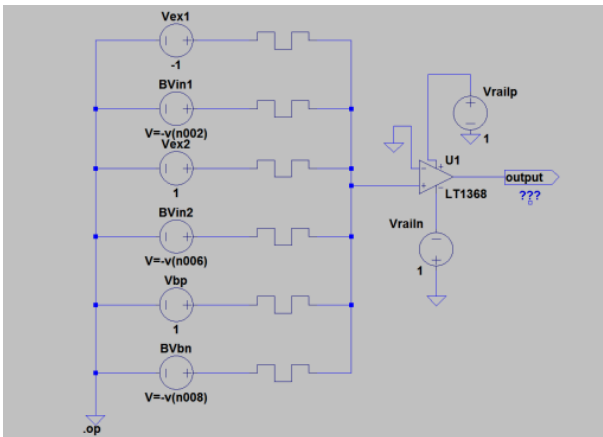 Vex1
-1
BVin1
V=-v(n002)
Vex2
1
BVin2
V=-v(n006)
Vbp
1
BVbn
V=-v(n008)
.op
Vrailp
1
U1
LT1368
output
???
Vrailn
1